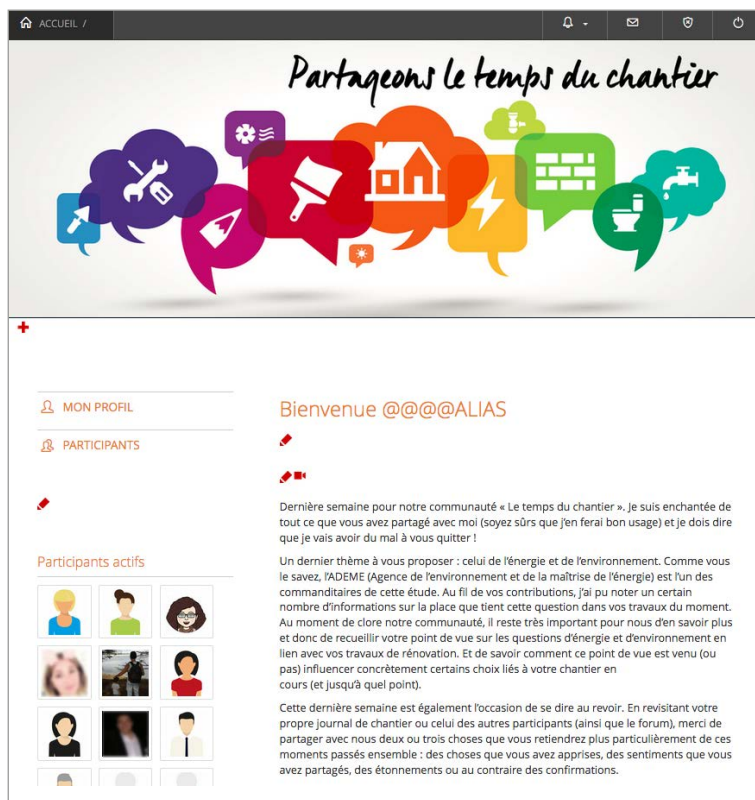 ACCUEIL /
Partageons le temps du chantier
MON PROFIL
PARTICIPANTS
Participants actifs
Bienvenue @@@@ALIAS
Dernière semaine pour notre communauté « Le temps du chantier ». Je suis enchantée de
tout ce que vous avez partagé avec moi (soyez sûrs que j'en ferai bon usage) et je dois dire
que je vais avoir du mal à vous quitter !
Un dernier thème à vous proposer : celui de l'énergie et de l'environnement. Comme vous
le savez, l'ADEME (Agence de l'environnement et de la maîtrise de l'énergie) est l'un des
commanditaires de cette étude. Au fil de vos contributions, j'ai pu noter un certain
nombre d'informations sur la place que tient cette question dans vos travaux du moment.
Au moment de clore notre communauté, il reste très important pour nous d'en savoir plus
et donc de recueillir votre point de vue sur les questions d'énergie et d'environnement en
lien avec vos travaux de rénovation. Et de savoir comment ce point de vue est venu (ou
pas) influencer concrètement certains choix liés à votre chantier en
cours (et jusqu'à quel point).
Cette dernière semaine est également l'occasion de se dire au revoir. En revisitant votre
propre journal de chantier ou celui des autres participants (ainsi que le forum), merci de
partager avec nous deux ou trois choses que vous retiendrez plus particulièrement de ces
moments passés ensemble : des choses que vous avez apprises, des sentiments que vous
avez partagés, des étonnements ou au contraire des confirmations.